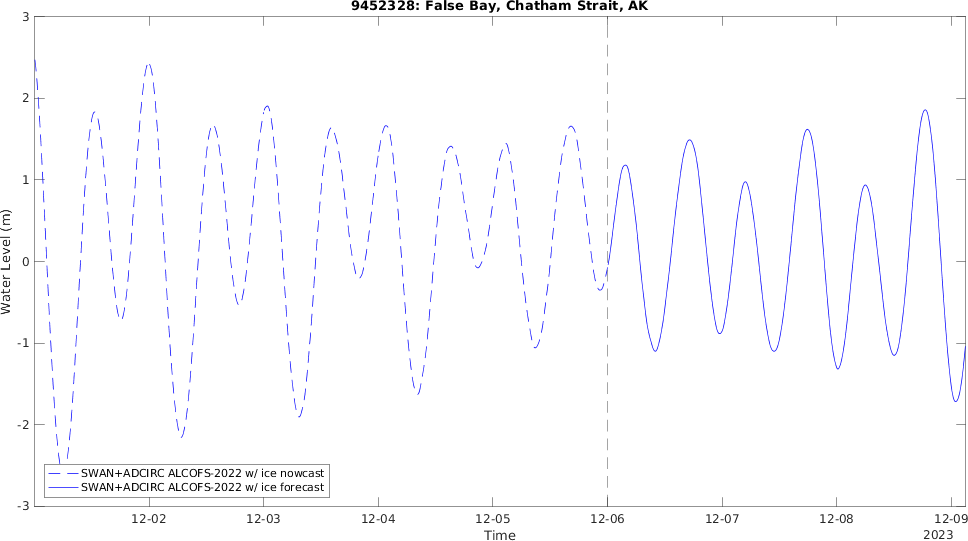 9452328: False Bay, Chatham Strait, AK
3
2
1
0
-1
-2
-3
Water Level (m)
SWAN+ADCIRC ALCOFS-2022 w/ ice nowcast
SWAN+ADCIRC ALCOFS-2022 w/ ice forecast
12-02 12-03 12-04 12-05 12-06 12-07 12-08 12-09
Time
2023